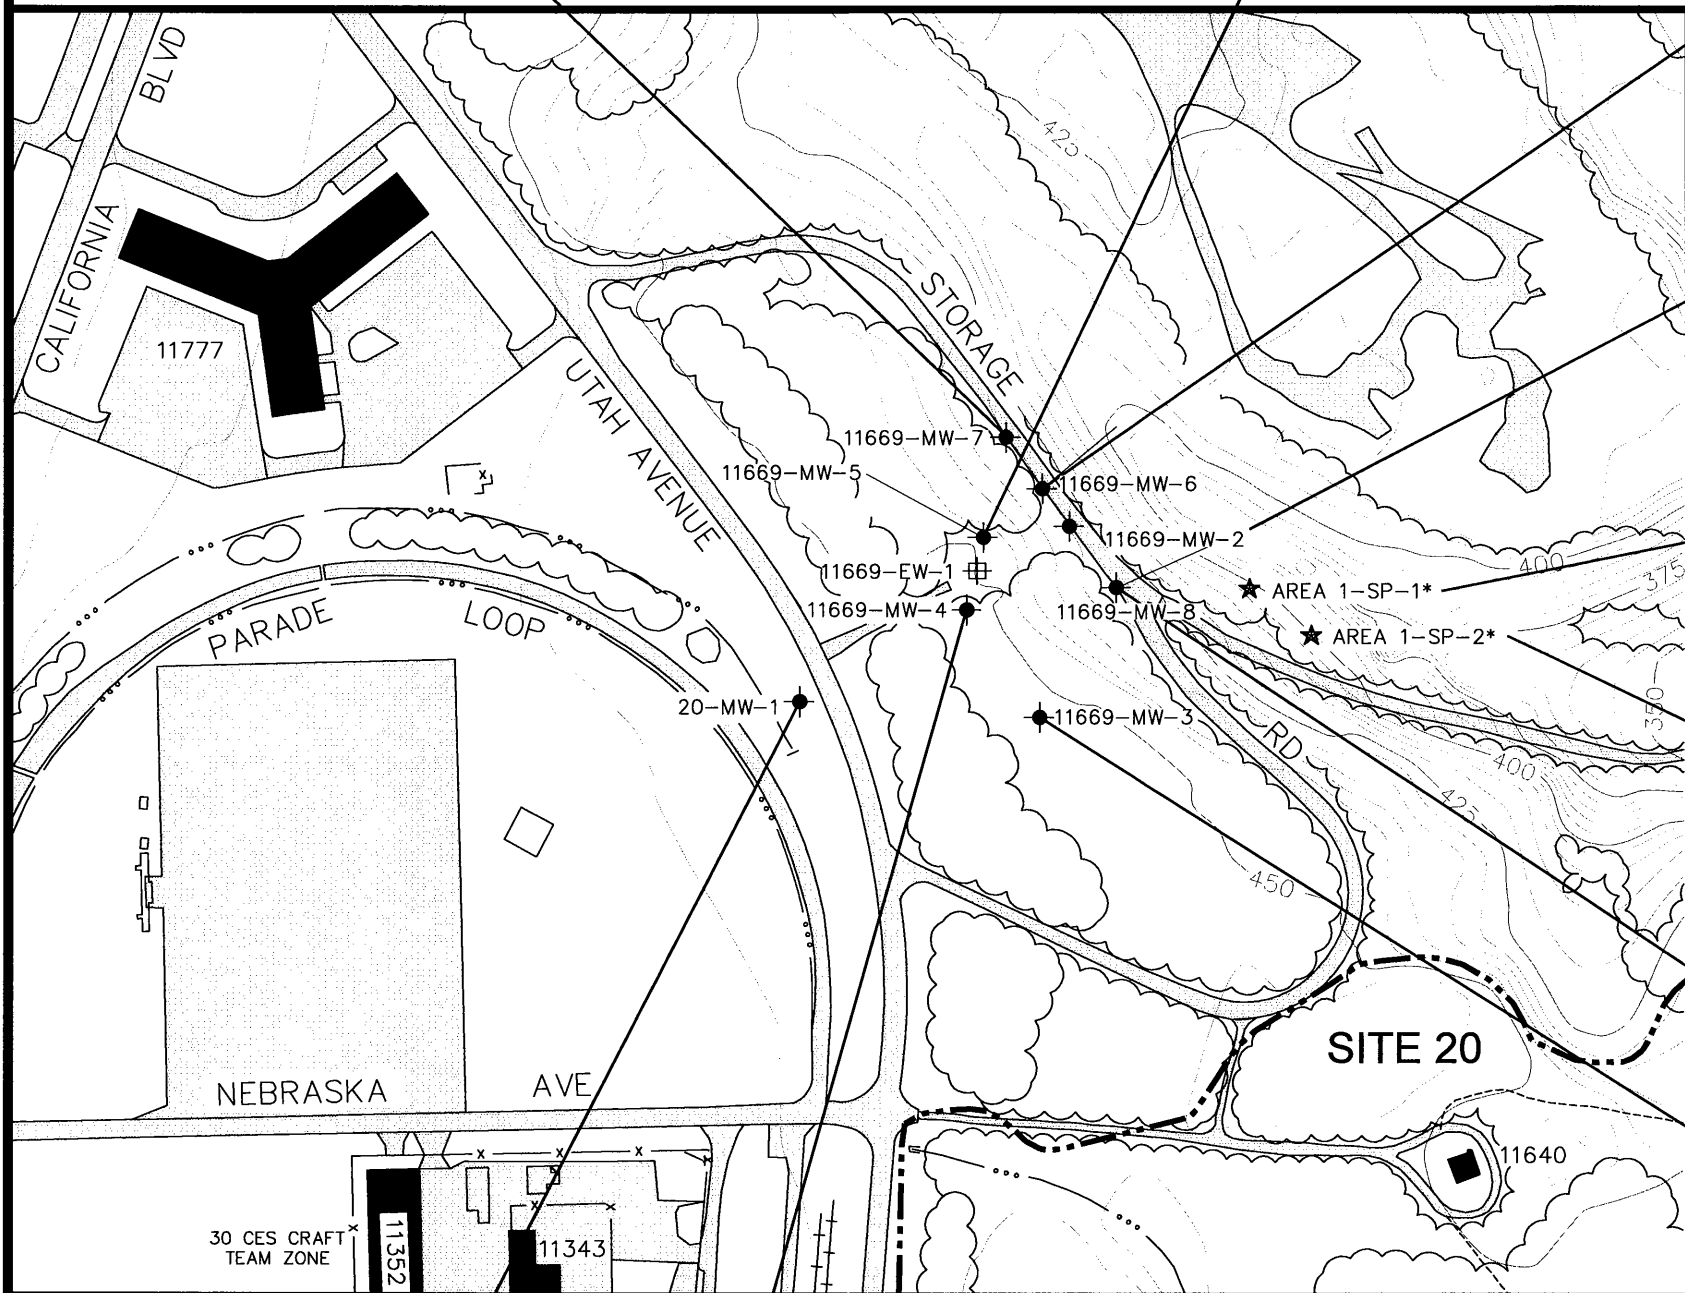 BLVD
CALIFORNIA
11777
UTAH AVENUE
STORAGE
RD
425
11669-MW-7
11669-MW-5
11669-MW-6
11669-MW-2
11669-EW-1
11669-MW-4
11669-MW-8
AREA 1-SP-1*
AREA 1-SP-2*
400
375
350
PARADE LOOP
20-MW-1
11669-MW-3
400
425
450
SITE 20
NEBRASKA AVE
11640
30 CES CRAFT
TEAM ZONE
11352
11343